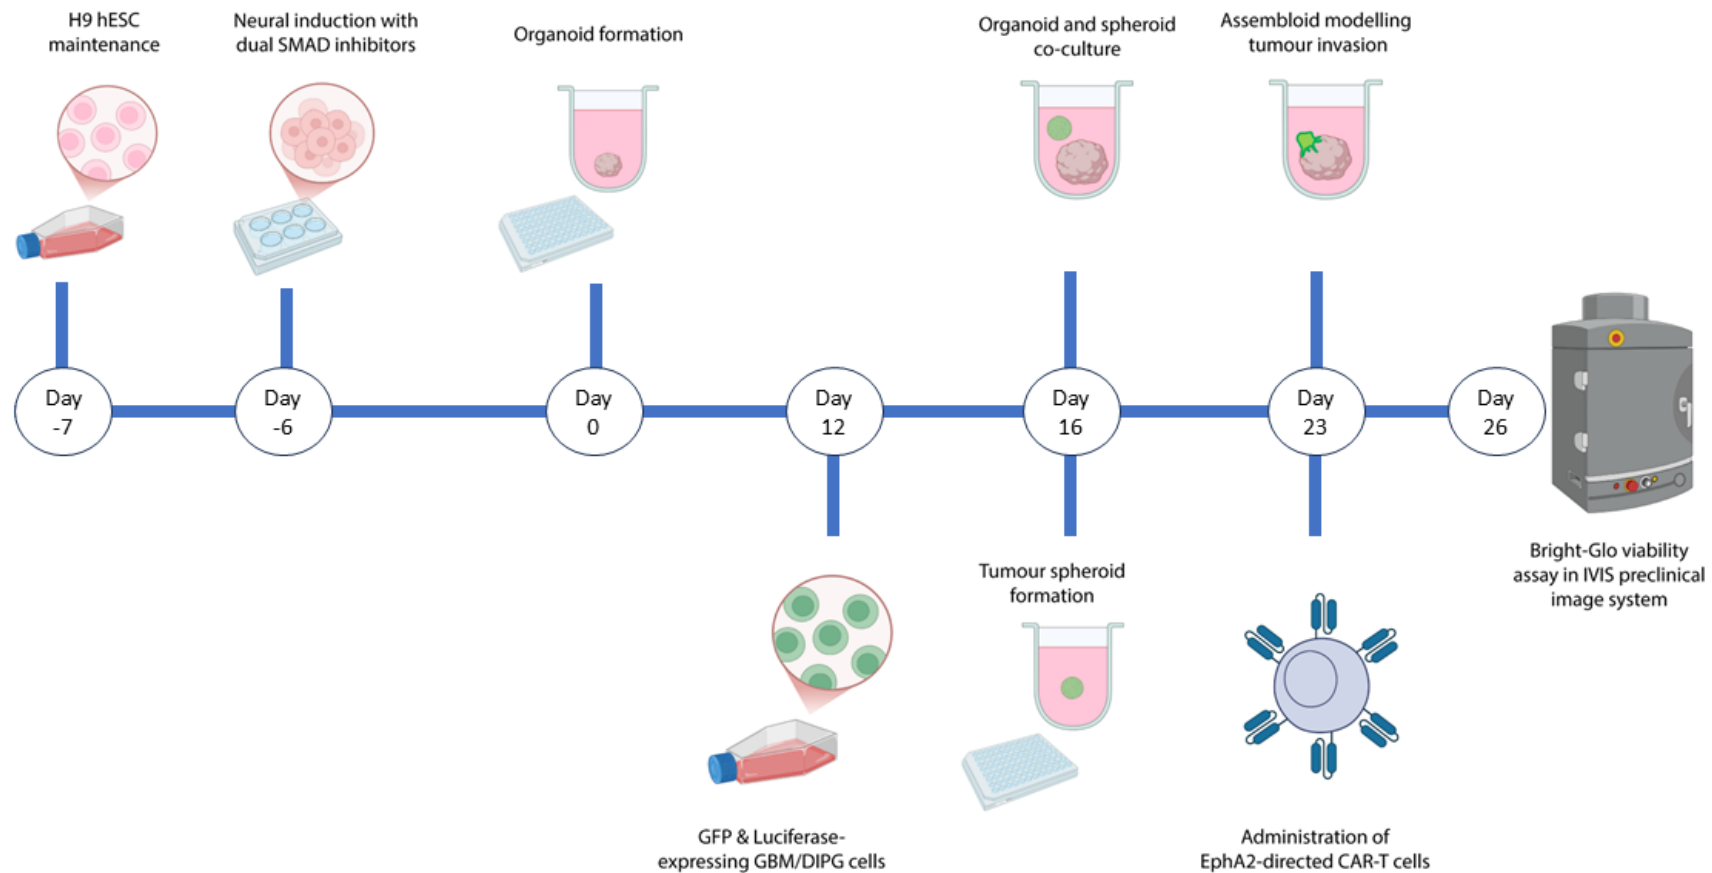 H9 hESC
maintenance
Neural induction with
dual SMAD inhibitors
Organoid formation
Organoid and spheroid
co-culture
Assembloid modelling
tumour invasion
Day
-7
Day
-6
Day
0
Day
12
Day
16
Day
23
Day
26
GFP & Luciferase-
expressing GBM/DIPG cells
Tumour spheroid
formation
Administration of
EphA2-directed CAR-T cells
Bright-Glo viability
assay in IVIS preclinical
image system